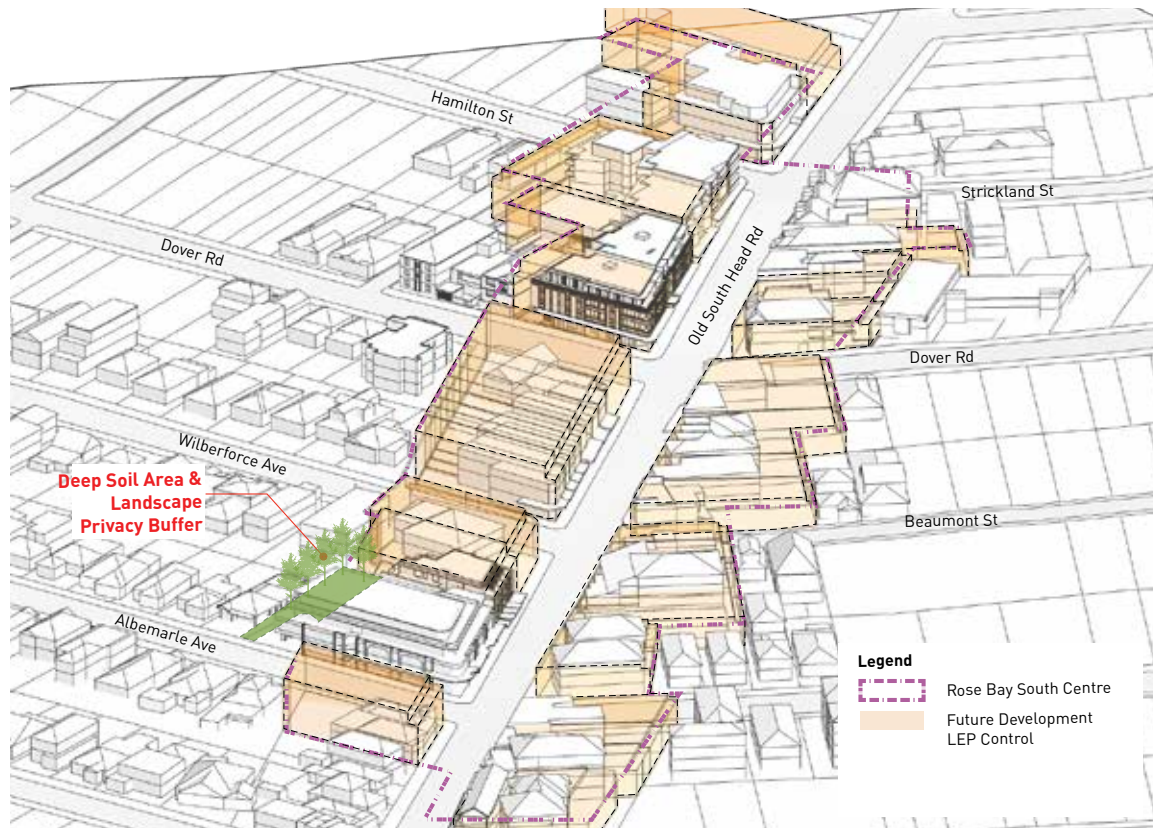 Hamilton St
Strickland St
Dover Rd
Old South Head Rd
Dover Rd
Wilberforce Ave
Deep Soil Area &
Landscape
Privacy Buffer
Beaumont St
Albemarle Ave
Legend
Rose Bay South Centre
Future Development
LEP Control